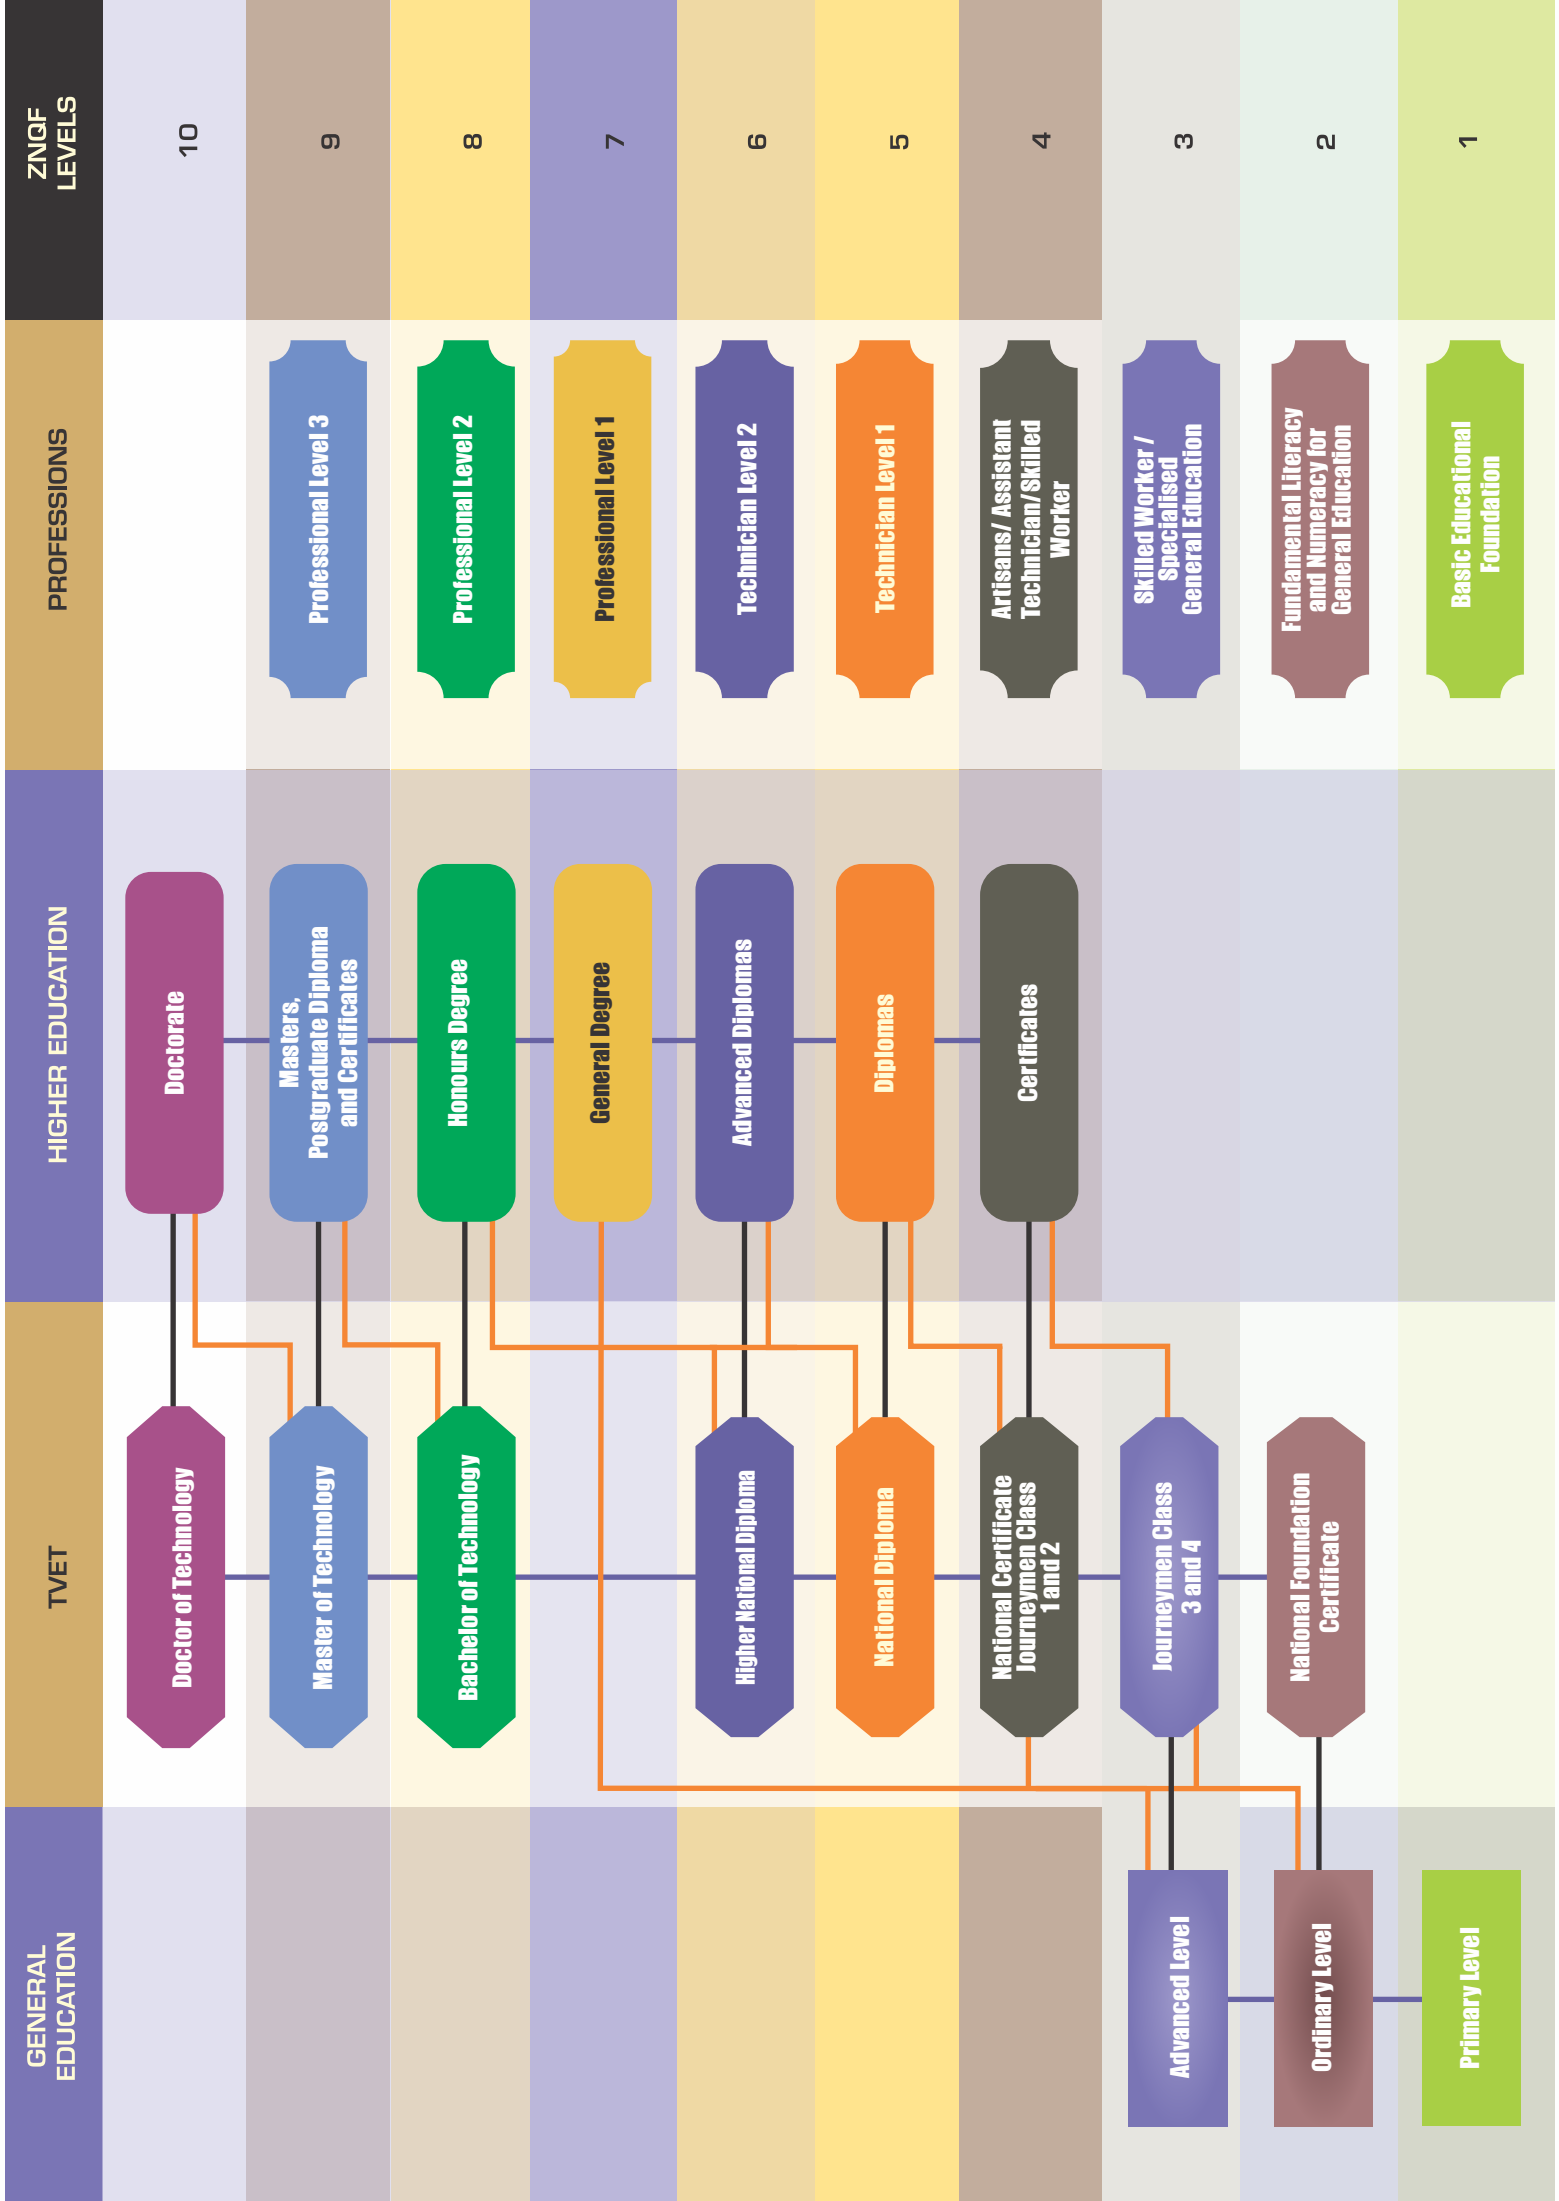 GENERAL
EDUCATION
TVET
HIGHER EDUCATION
PROFESSIONS
ZNQF
LEVELS
Doctor of Technology
Doctorate
10
Master of Technology
Masters,
Postgraduate Diploma
and Certificates
Professional Level 3
9
Bachelor of Technology
Honours Degree
Professional Level 2
8
General Degree
Professional Level 1
7
Higher National Diploma
Advanced Diplomas
Technician Level 2
6
National Diploma
Diplomas
Technician Level 1
5
National Certificate
Journeymen Class
1 and 2
Certficates
Artisans/ Assistant
Technician/Skilled
Worker
4
Advanced Level
Journeymen Class
3 and 4
Skilled Worker /
Specialised
General Education
3
Ordinary Level
National Foundation
Certificate
Fundamental Literacy
and Numeracy for
General Education
2
Primary Level
Basic Educational
Foundation
1